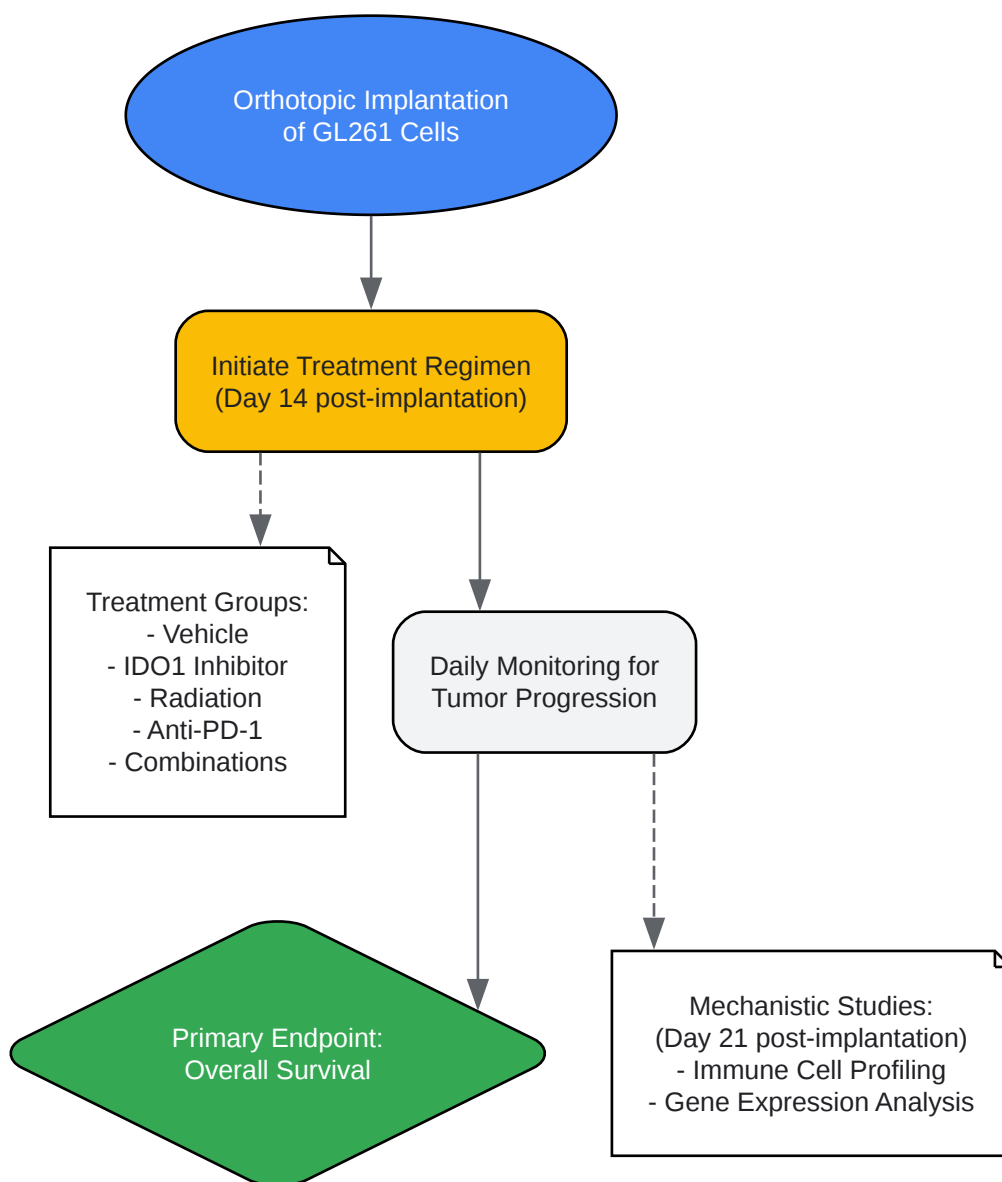 Orthotopic Implantation
of GL261 Cells
Initiate Treatment Regimen
(Day 14 post-implantation)
Treatment Groups:
- Vehicle
- IDO1 Inhibitor
- Radiation
- Anti-PD-1
- Combinations
Daily Monitoring for
Tumor Progression
Primary Endpoint:
Overall Survival
Mechanistic Studies:
(Day 21 post-implantation)
- Immune Cell Profiling
- Gene Expression Analysis